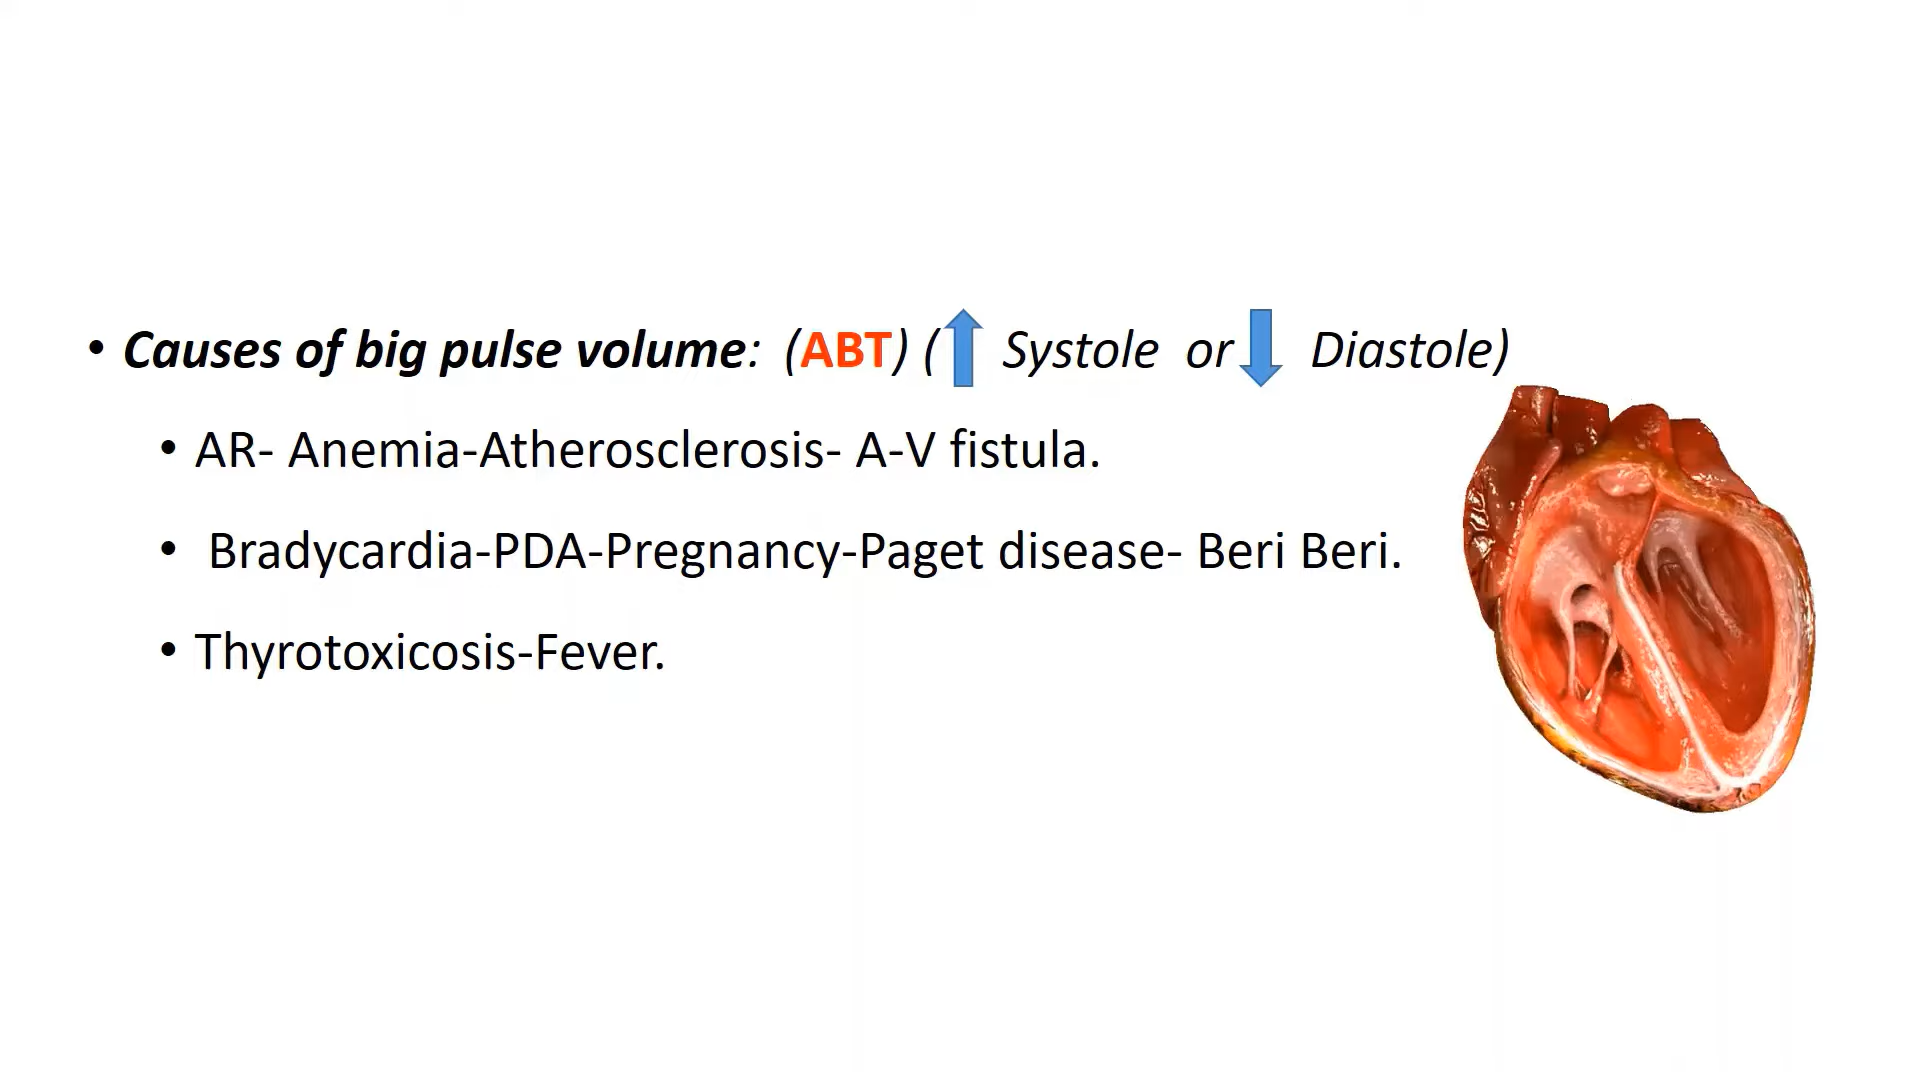 • Causes of big pulse volume: (ABT) ( Systole or Diastole)
• AR- Anemia-Atherosclerosis- A-V fistula.
• Bradycardia-PDA-Pregnancy-Paget disease- Beri Beri.
• Thyrotoxicosis-Fever.